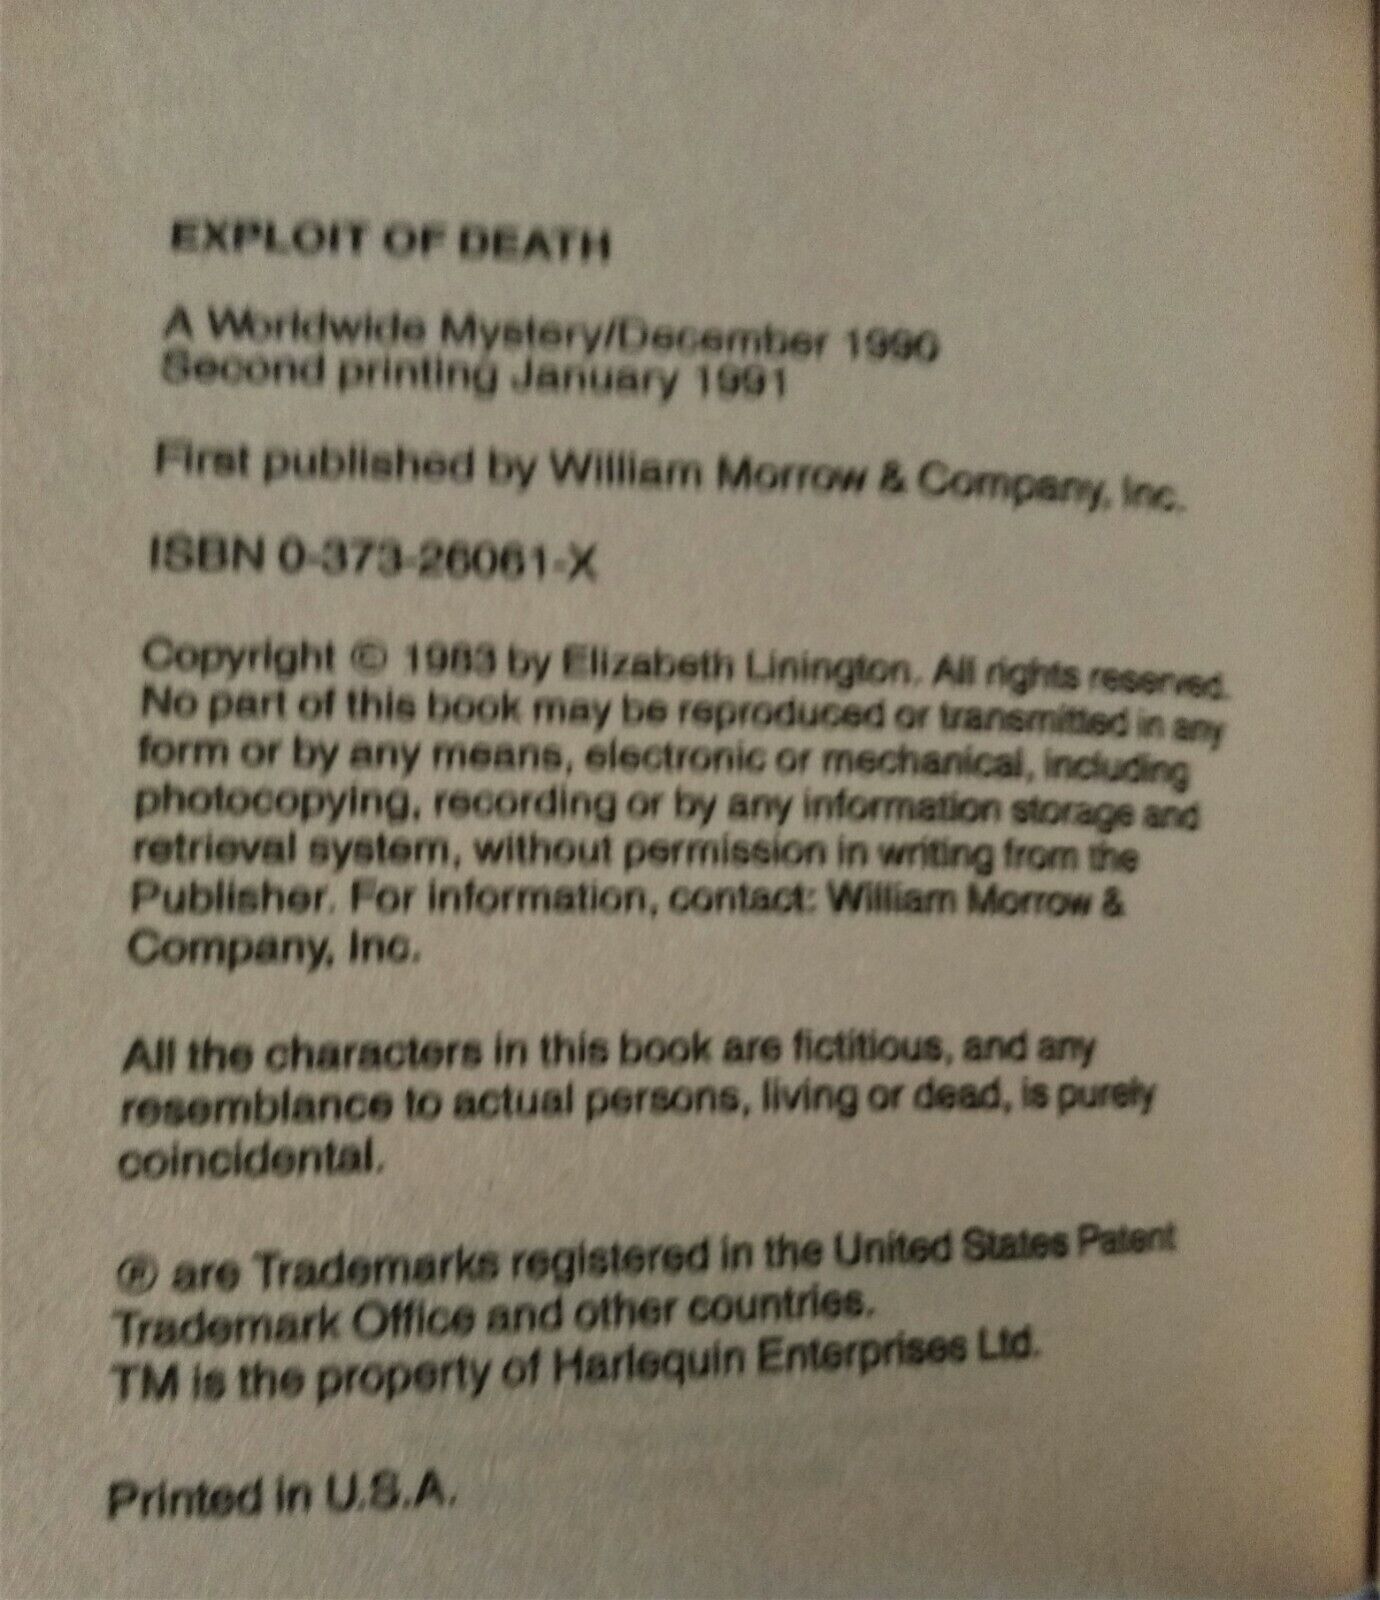 EXPLOIT OF DEATH
A Worldwide Mystery/December 1990
Second printing January 1991
First published by William Morrow & Company, Inc.
ISBN 0-373-26061-X
Copyright © 1983 by Elizabeth Linington. All rights reserved.
No part of this book may be reproduced or transmitted in any
form or by any means, electronic or mechanical, including
photocopying, recording or by any information storage and
retrieval system, without permission in writing from the
Publisher. For information, contact: William Morrow &
Company, Inc.
All the characters in this book are fictitious, and any
resemblance to actual persons, living or dead, is purely
coincidental.
® are Trademarks registered in the United States Patent
Trademark Office and other countries.
TM is the property of Harlequin Enterprises Ltd.
Printed in U.S.A.